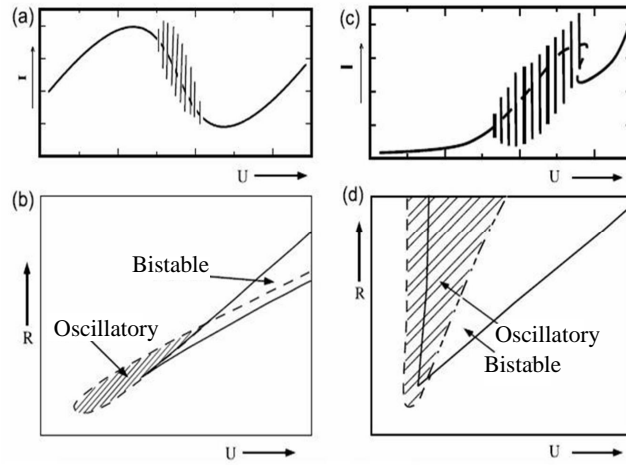 (a)
I
U
(b)
Bistable
Oscillatory
R
U
(c)
I
U
(d)
R
Oscillatory
Bistable
U